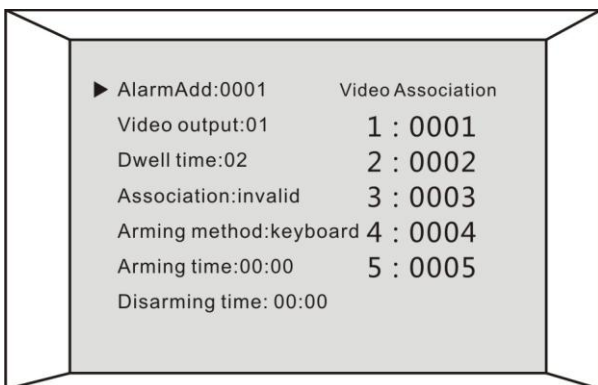 ▶ AlarmAdd:0001
Video output:01
Dwell time:02
Association:invalid
Arming method:keyboard
Arming time:00:00
Disarming time: 00:00
Video Association
1 : 0001
2 : 0002
3 : 0003
4 : 0004
5 : 0005